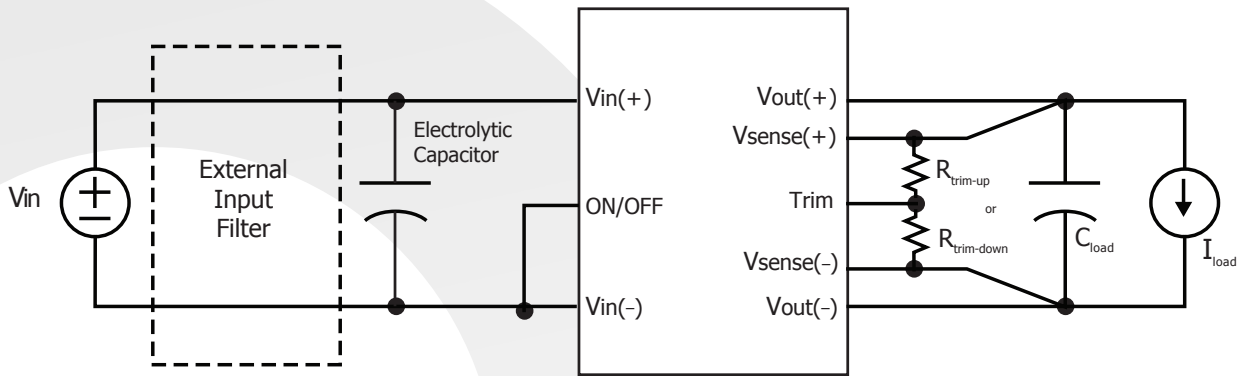 Vin
External
Input
Filter
Electrolytic
Capacitor
Vin(+)
ON/OFF
Vin(−)
Vout(+)
Vsense(+)
Trim
Vsense(−)
Vout(−)
Rtrim-up
or
Rtrim-down
Cload
Iload